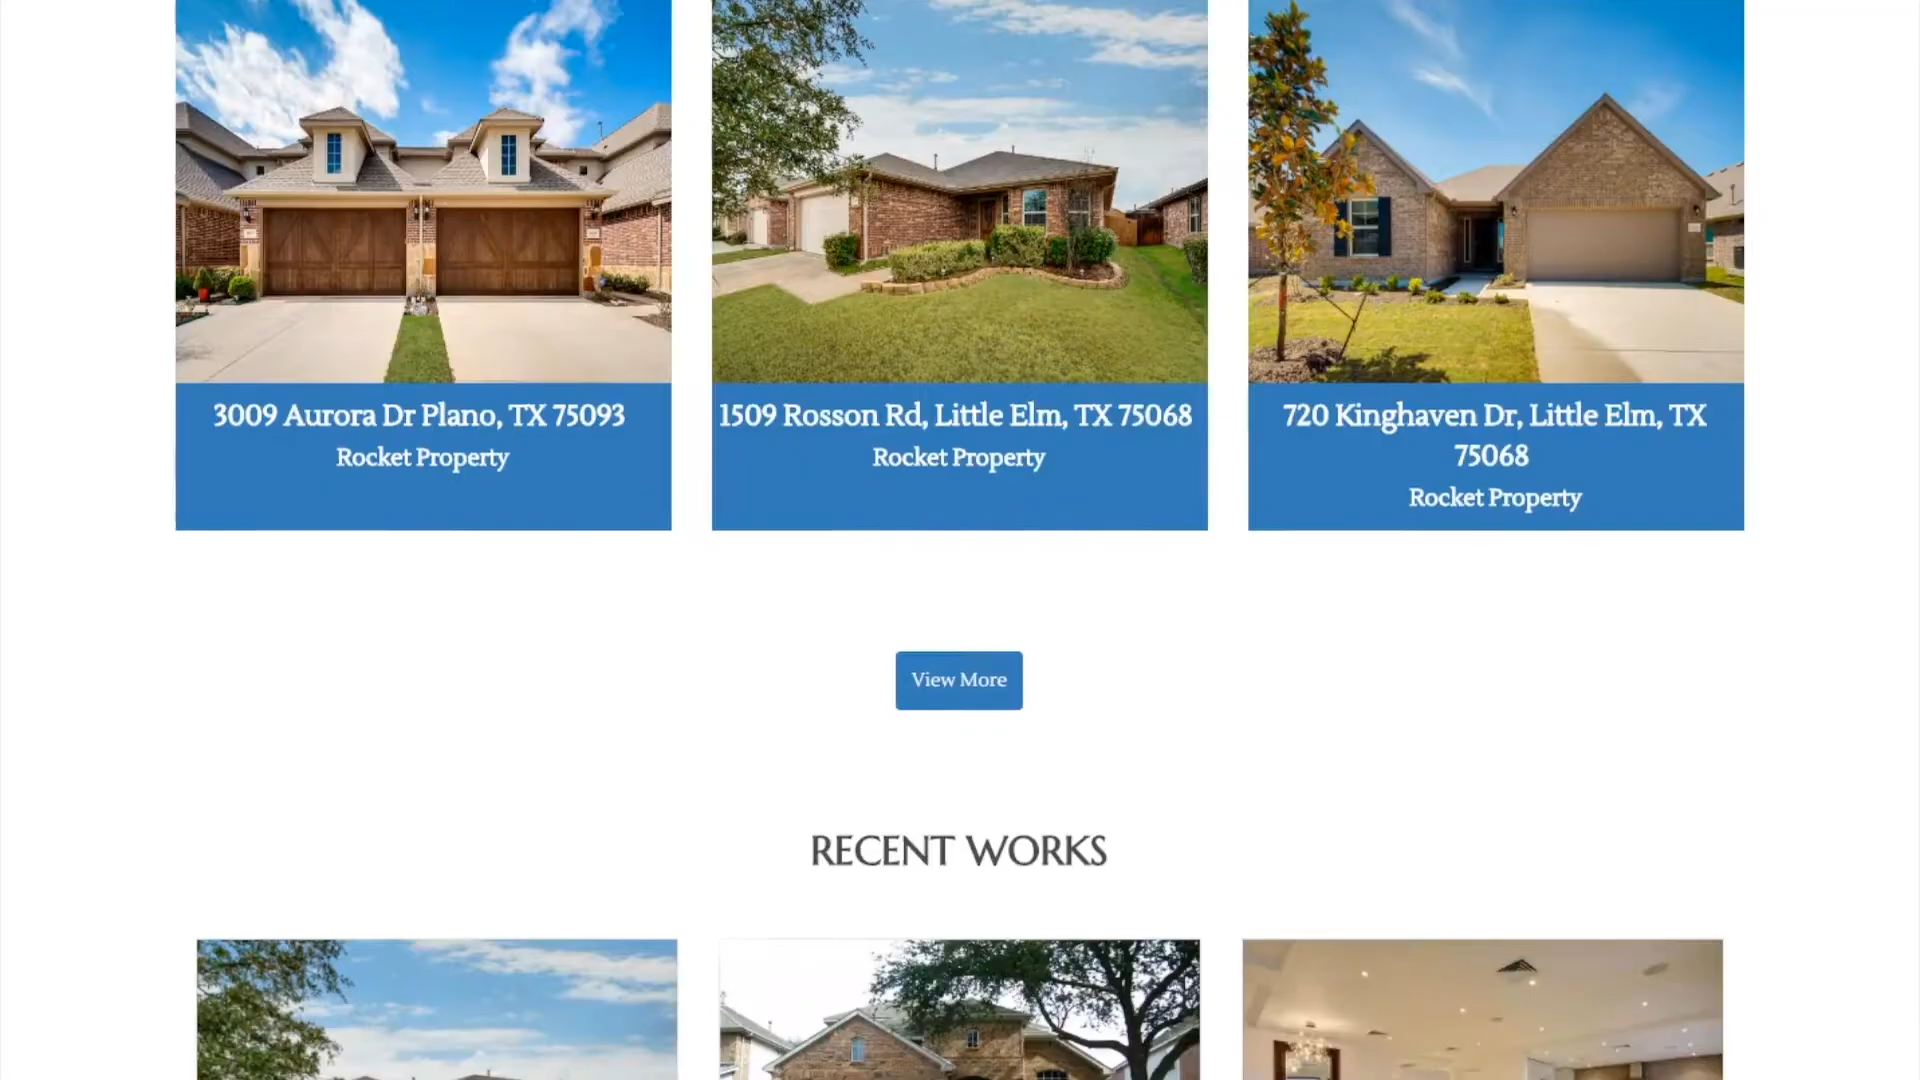 3009 Aurora Dr Plano, TX 75093
Rocket Property
1509 Rosson Rd, Little Elm, TX 75068
Rocket Property
720 Kinghaven Dr, Little Elm, TX
75068
Rocket Property
View More
RECENT WORKS